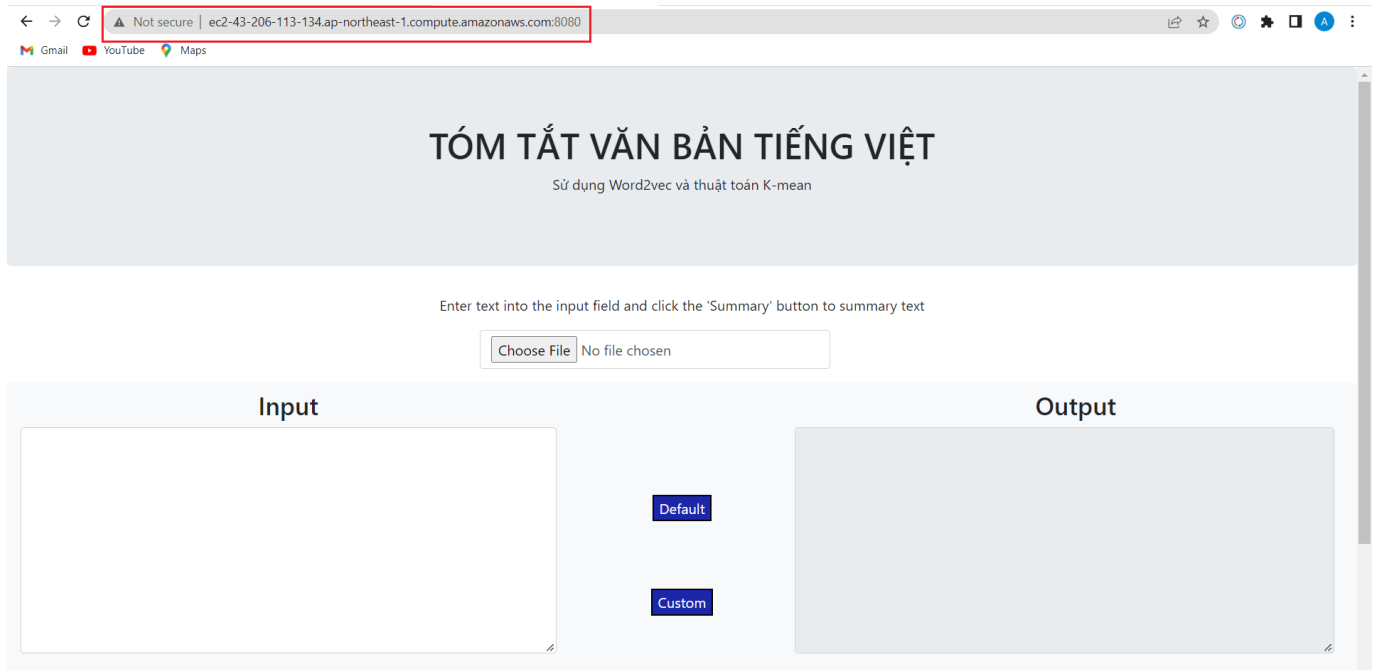 Not secure | ec2-43-206-113-134.ap-northeast-1.compute.amazonaws.com:8080
A
Gmail YouTube Maps
TÓM TẮT VĂN BẢN TIẾNG VIỆT
Sử dụng Word2vec và thuật toán K-mean
Enter text into the input field and click the 'Summary' button to summary text
Choose File No file chosen
Input Output
Default
Custom